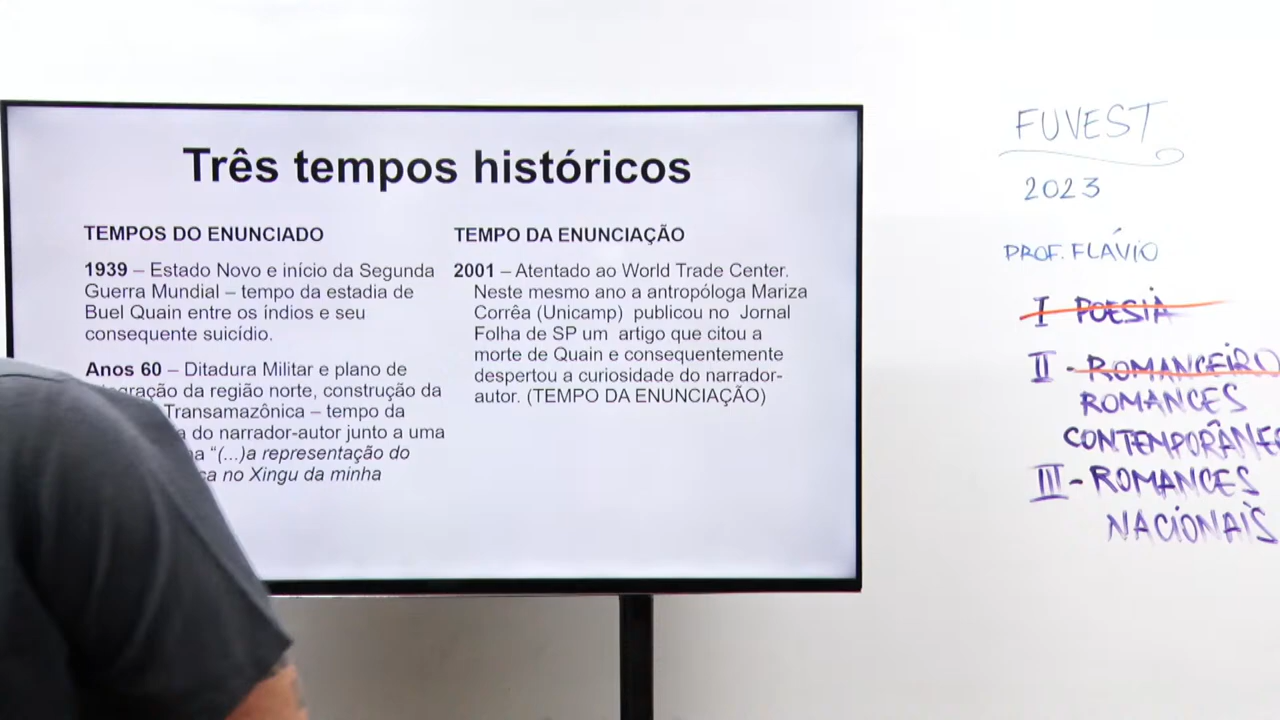 Três tempos históricos
TEMPOS DO ENUNCIADO
1939 – Estado Novo e início da Segunda
Guerra Mundial – tempo da estadia de
Buel Quain entre os índios e seu
consequente suicídio.
Anos 60 – Ditadura Militar e plano de
gração da região norte, construção da
Transamazônica – tempo da
do narrador-autor junto a uma
“(...)a representação do
no Xingu da minha
TEMPO DA ENUNCIAÇÃO
2001 – Atentado ao World Trade Center.
Neste mesmo ano a antropóloga Mariza
Corrêa (Unicamp) publicou no Jornal
Folha de SP um artigo que citou a
morte de Quain e consequentemente
despertou a curiosidade do narrador-
autor. (TEMPO DA ENUNCIAÇÃO)
FUVEST
2023
PROF. FLÁVIO
I POESIA
II - ROMANCEIRO
ROMANCES
CONTEMPORÂNE
III - ROMANCES
NACIONAIS